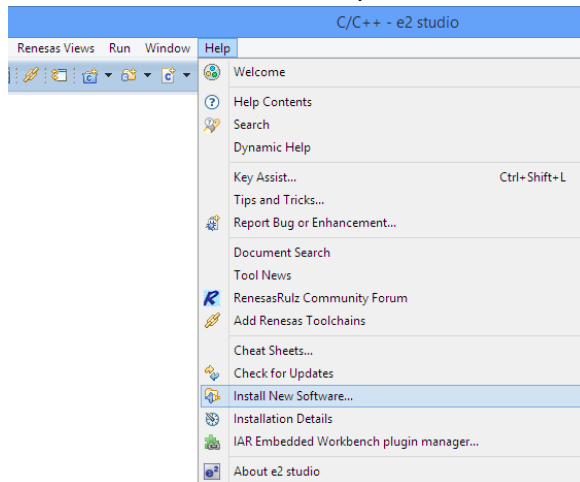 C/C++ - e2 studio
Renesas Views Run Window Help
Welcome
Help Contents
Search
Dynamic Help
Key Assist... Ctrl+Shift+L
Tips and Tricks...
Report Bug or Enhancement...
Document Search
Tool News
R RenesasRulz Community Forum
Add Renesas Toolchains
Cheat Sheets...
Check for Updates
Install New Software...
Installation Details
IAR Embedded Workbench plugin manager...
e² About e2 studio